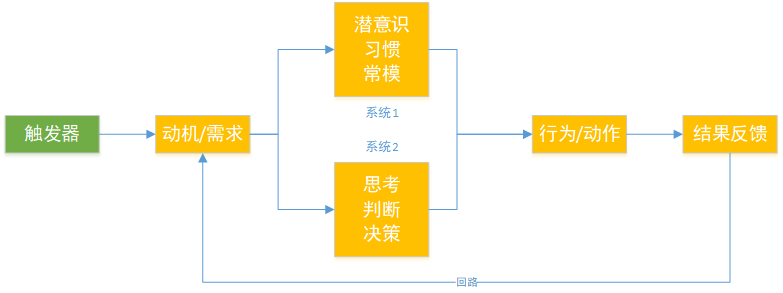 触发器
动机/需求
潜意识
习惯
常模
系统1
系统2
思考
判断
决策
行为/动作
结果反馈
回路